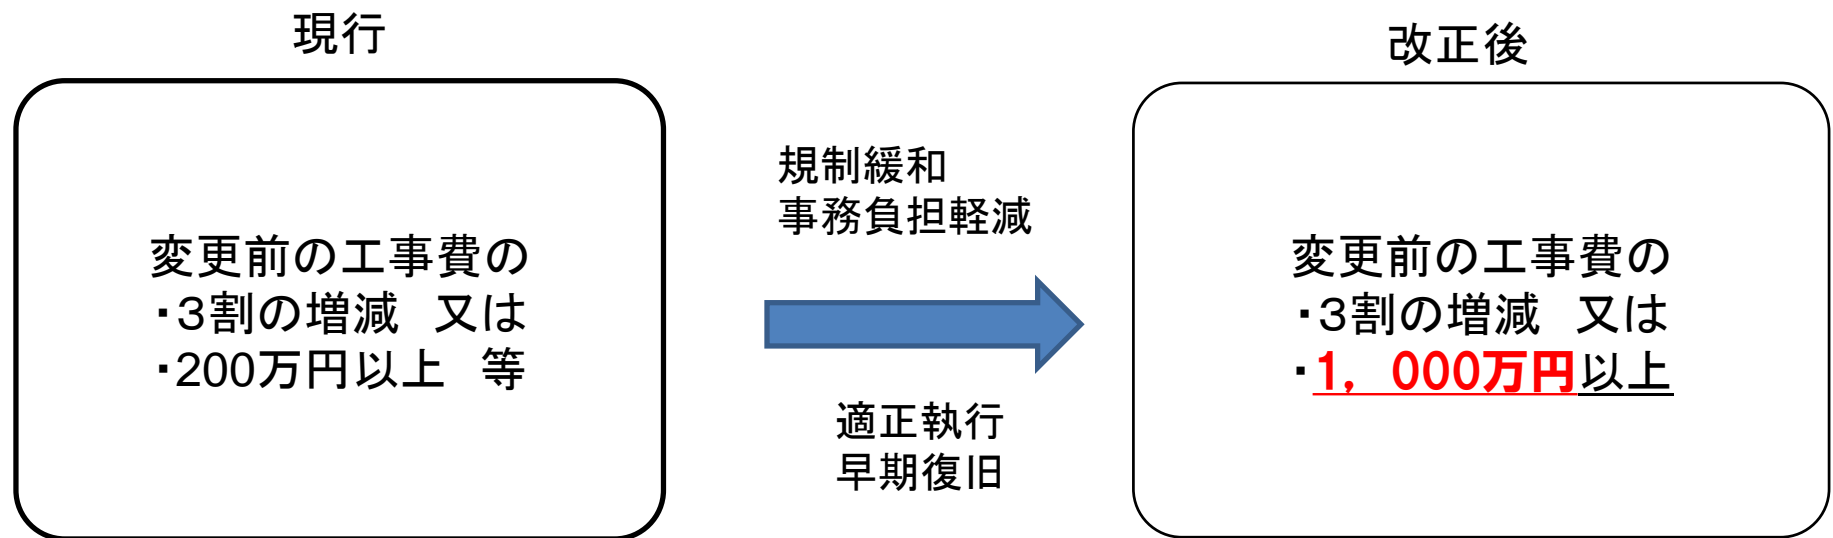 現行
変更前の工事費の
・3割の増減　又は
・200万円以上　等
規制緩和
事務負担軽減
適正執行
早期復旧
改正後
変更前の工事費の
・3割の増減　又は
・1，000万円以上